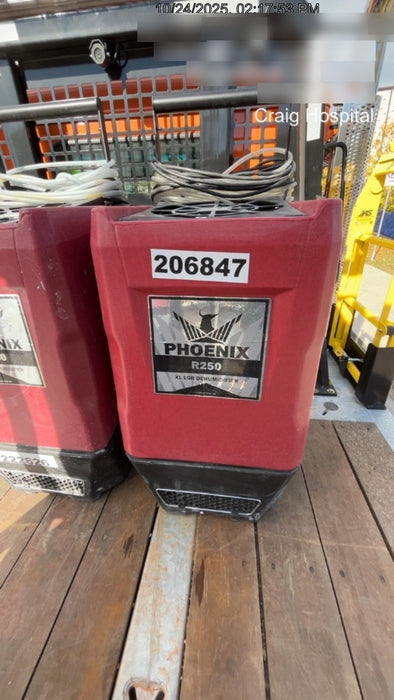 10/24/2025, 02:17:53 PM
Craig Hospital
206847
PHOENIX
R250
XL LGR DEHUMIDIFIER